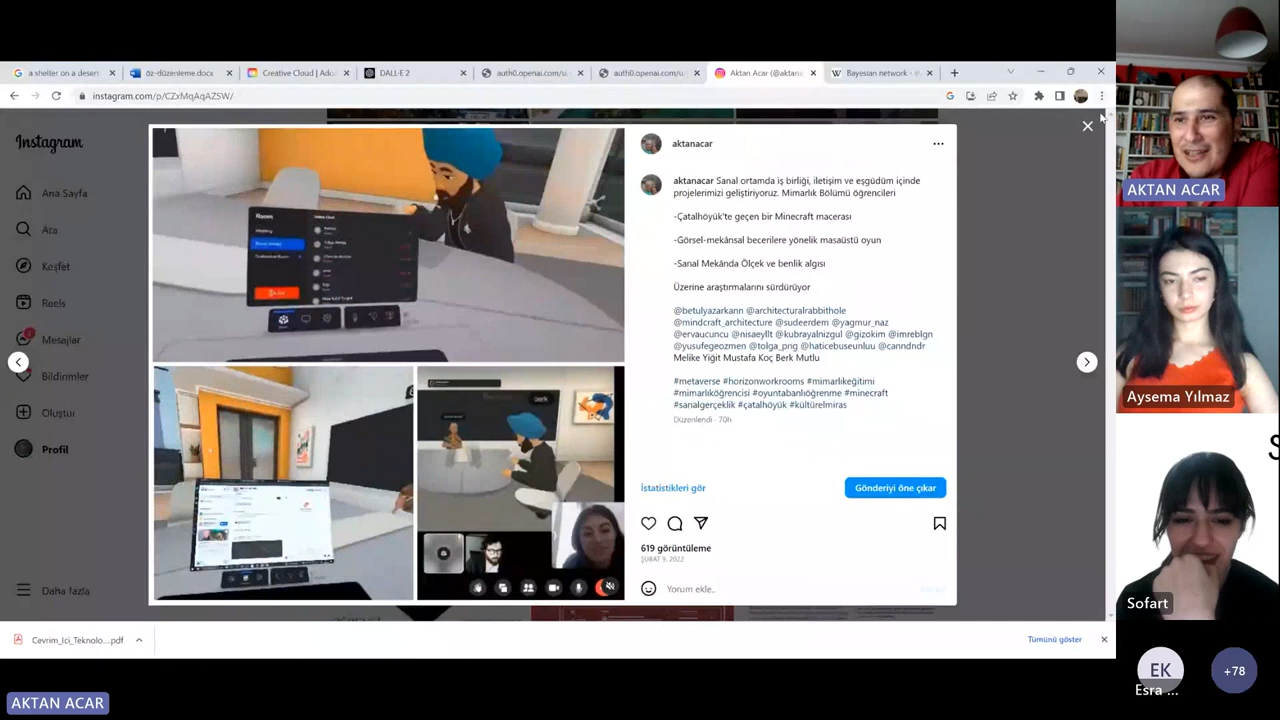 a shelter on a desert
öz-düzenleme.docx
Creative Cloud | Ado
DALL·E 2
auth0.openai.com/u
auth0.openai.com/u
Aktan Acar (@aktana
Bayesian network - W
instagram.com/p/CZxMqAqAZSW/
Instagram
Ana Sayfa
Ara
Keşfet
Reels
Mesajlar
Bildirimler
Oluştur
Profil
Daha fazla
Room
berk
aktanacar
aktanacar Sanal ortamda iş birliği, iletişim ve eşgüdüm içinde
projelerimizi geliştiriyoruz. Mimarlık Bölümü öğrencileri
-Çatalhöyük'te geçen bir Minecraft macerası
-Görsel-mekânsal becerilere yönelik masaüstü oyun
-Sanal Mekânda Ölçek ve benlik algısı
Üzerine araştırmalarını sürdürüyor
@betulyazarkann @architecturalrabbithole
@mindcraft_architecture @sudeerdem @yagmur_naz
@ervaucuncu @nisaeyllt @kubrayalnizgul @gizokim @imreblgn
@yusufegeozmen @tolga_png @haticebuseunluu @canndndr
Melike Yiğit Mustafa Koç Berk Mutlu
#metaverse #horizonworkrooms #mimarlıkeğitimi
#mimarlıköğrencisi #oyuntabanlıöğrenme #minecraft
#sanalgerçeklik #çatalhöyük #kültürelmiras
Düzenlendi · 70h
İstatistikleri gör
Gönderiyi öne çıkar
619 görüntüleme
ŞUBAT 9, 2022
Yorum ekle..
Cevrim_Ici_Teknolo....pdf
Tümünü göster
AKTAN ACAR
AKTAN ACAR
Aysema Yılmaz
S
Sofart
EK
Esra ...
+78